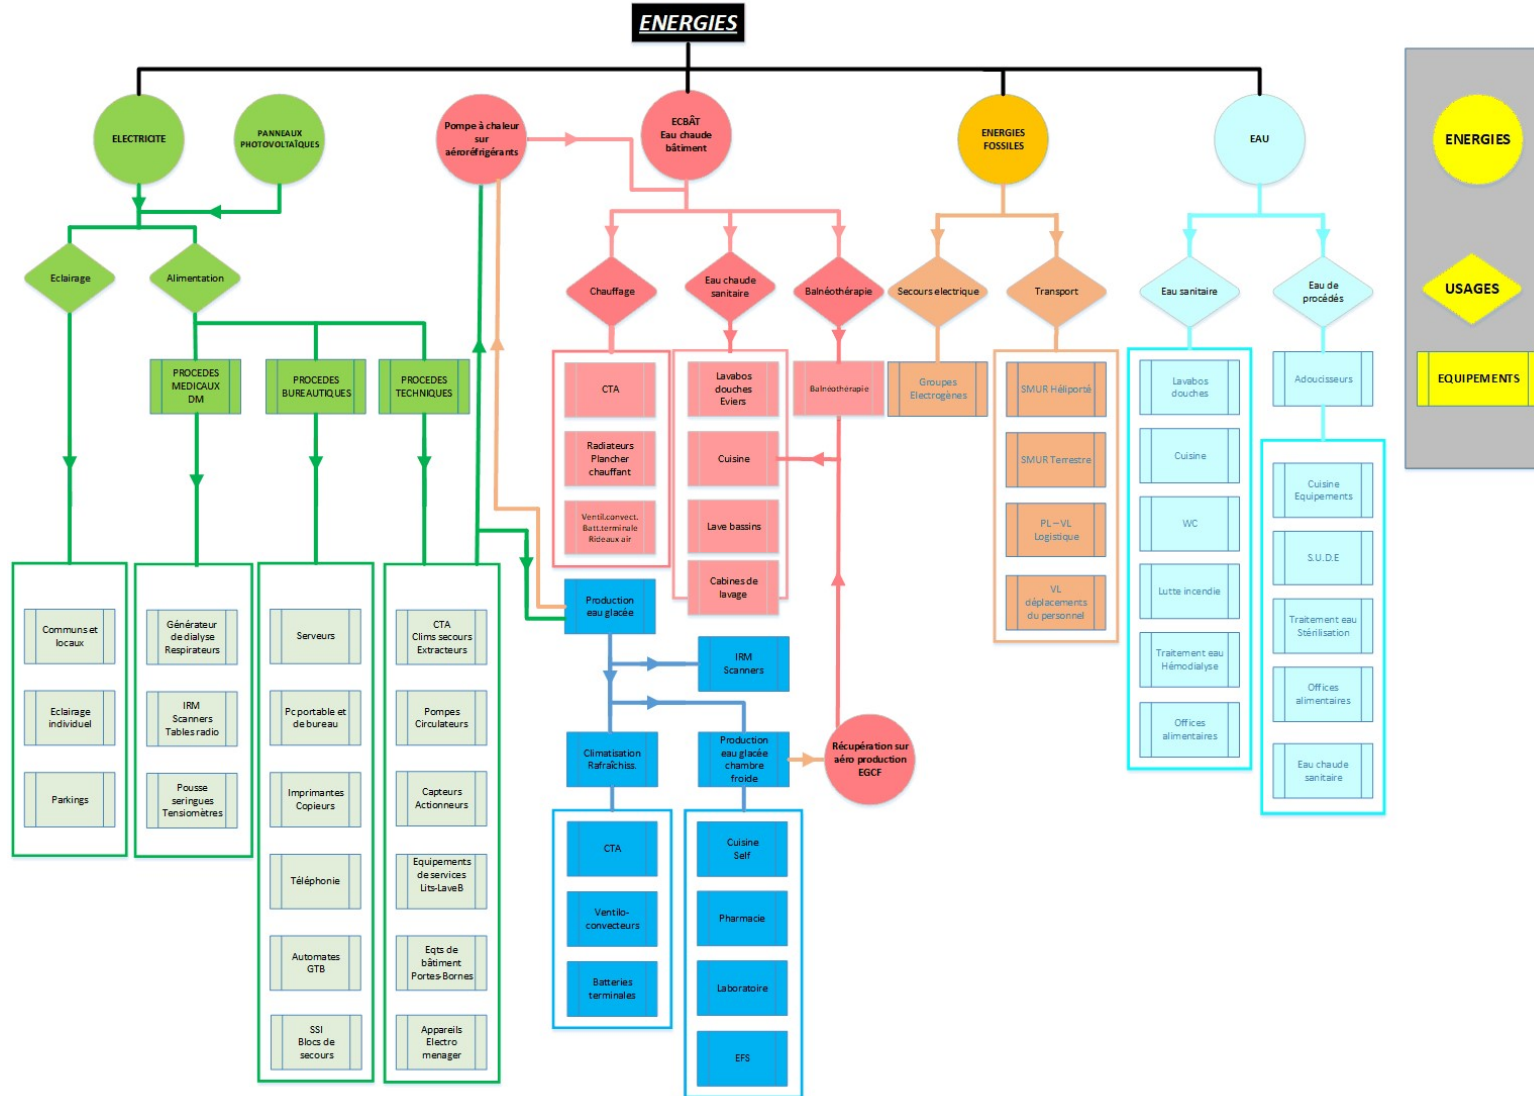 ENERGIES
ELECTRICITE
PANNEAUX
PHOTOVOLTAÏQUES
Pompe à chaleur
sur
aéroréfrigérants
ECBÂT
Eau chaude
bâtiment
ENERGIES
FOSSILES
EAU
ENERGIES
Eclairage
Alimentation
Chauffage
Eau chaude
sanitaire
Balnéothérapie
Secours electrique
Transport
Eau sanitaire
Eau de
procédés
USAGES
PROCEDES
MEDICAUX
DM
PROCEDES
BUREAUTIQUES
PROCEDES
TECHNIQUES
EQUIPEMENTS
CTA
Radiateurs
Plancher
chauffant
Ventil.convect.
Batt.terminale
Rideaux air
Lavabos
douches
Eviers
Cuisine
Lave bassins
Cabines de
lavage
Balnéothérapie
Groupes
Electrogènes
SMUR Héliporté
SMUR Terrestre
PL – VL
Logistique
VL
déplacements
du personnel
Lavabos
douches
Cuisine
WC
Lutte incendie
Traitement eau
Hémodialyse
Offices
alimentaires
Adoucisseurs
Cuisine
Equipements
S.U.D.E
Traitement eau
Stérilisation
Offices
alimentaires
Eau chaude
sanitaire
Communs et
locaux
Eclairage
individuel
Parkings
Générateur
de dialyse
Respirateurs
IRM
Scanners
Tables radio
Pousse
seringues
Tensiomètres
Serveurs
Pc portable et
de bureau
Imprimantes
Copieurs
Téléphonie
Automates
GTB
SSI
Blocs de
secours
CTA
Clims secours
Extracteurs
Pompes
Circulateurs
Capteurs
Actionneurs
Equipements
de services
Lits-LaveB
Eqts de
bâtiment
Portes-Bornes
Appareils
Electro
menager
Production
eau glacée
IRM
Scanners
Climatisation
Rafraîchiss.
Production
eau glacée
chambre
froide
Récupération sur
aéro production
EGCF
CTA
Ventilo-
convecteurs
Batteries
terminales
Cuisine
Self
Pharmacie
Laboratoire
EFS